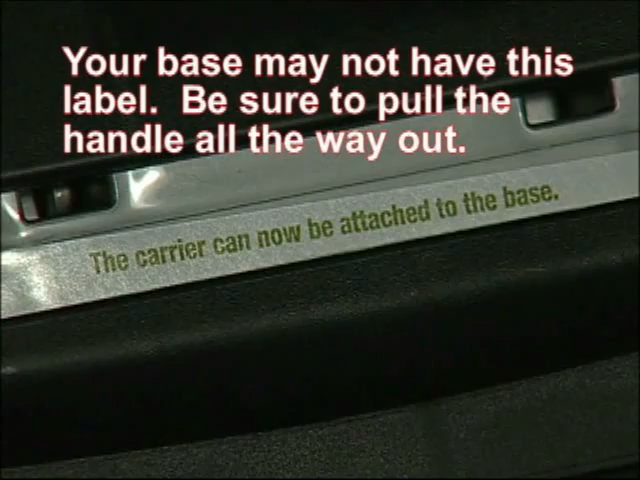 Your base may not have this
label. Be sure to pull the
handle all the way out.
The carrier can now be attached to the base.